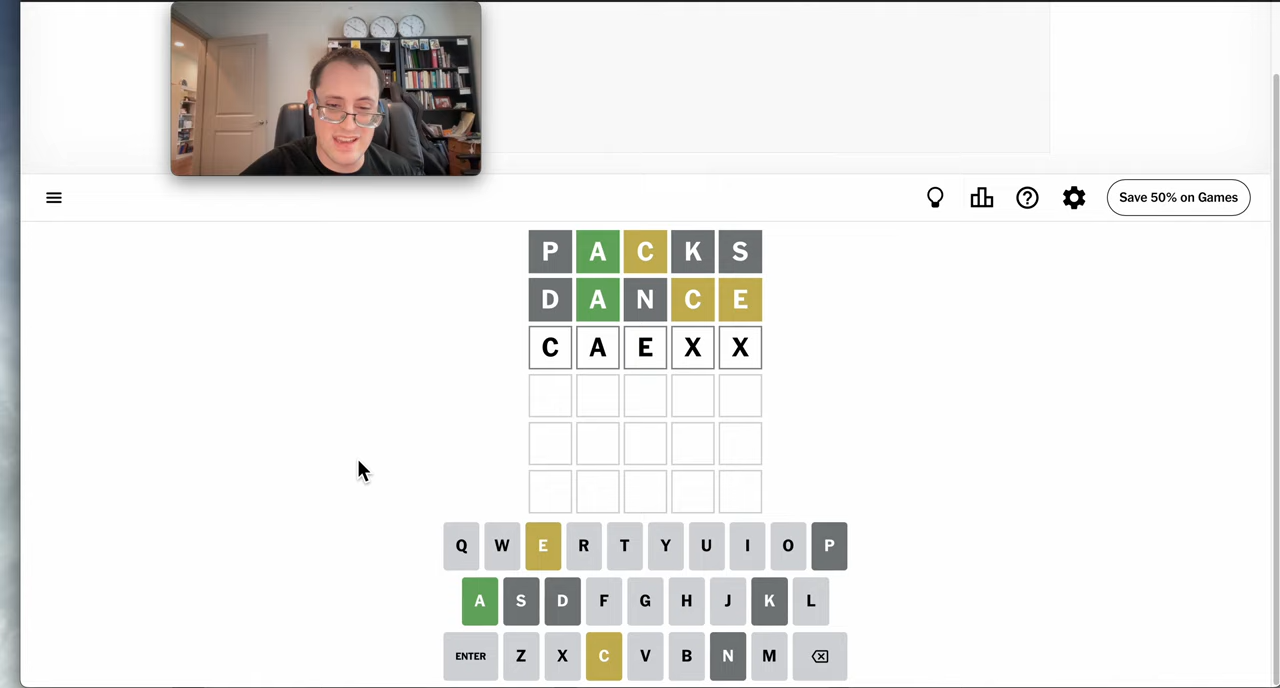 Save 50% on Games
P A C K S
D A N C E
C A E X X
Q W E R T Y U I O P
A S D F G H J K L
ENTER Z X C V B N M